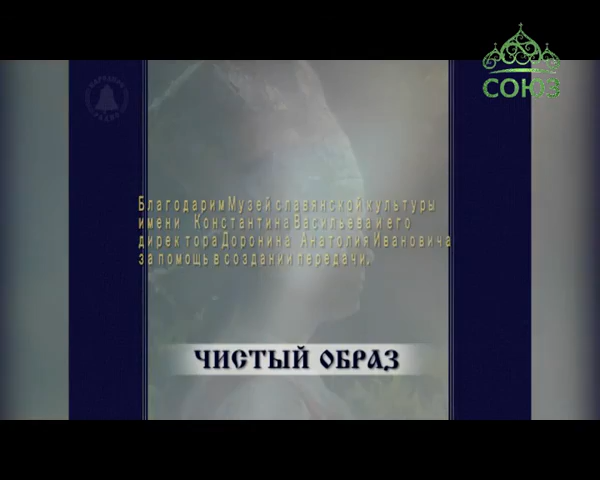 СОЮЗ
Благодарим Музей славянской культуры
имени Константина Васильева и его
директора Доронина Анатолия Ивановича
за помощь в создании передачи.
ЧИСТЫЙ ОБРАЗ